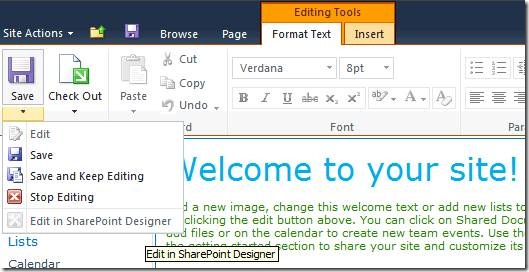 Editing Tools
Site Actions Browse Page Format Text Insert
Save
Check Out
Paste
Cut
Copy
Undo
Verdana 8pt
B I U abc x₂ x²
A
Font
Paragraph
Edit
Save
Save and Keep Editing
Stop Editing
Edit in SharePoint Designer
Lists
Calendar
Edit in SharePoint Designer
Welcome to your site!
d a new image, change this welcome text or add new lists to
clicking the edit button above. You can click on Shared Docum
add files or on the calendar to create new team events. Use th
the getting started section to share your site and customize its